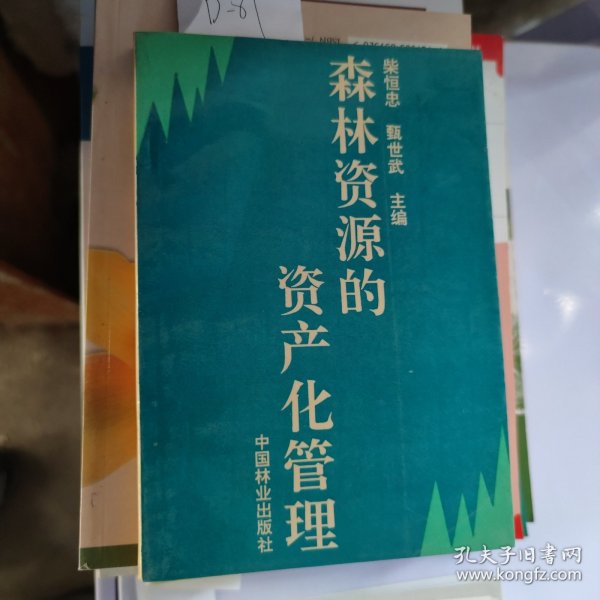 D-81
柴恒忠 甄世武 主编
森林资源的
资产化管理
中国林业出版社
孔夫子旧书网
www.kongfz.com